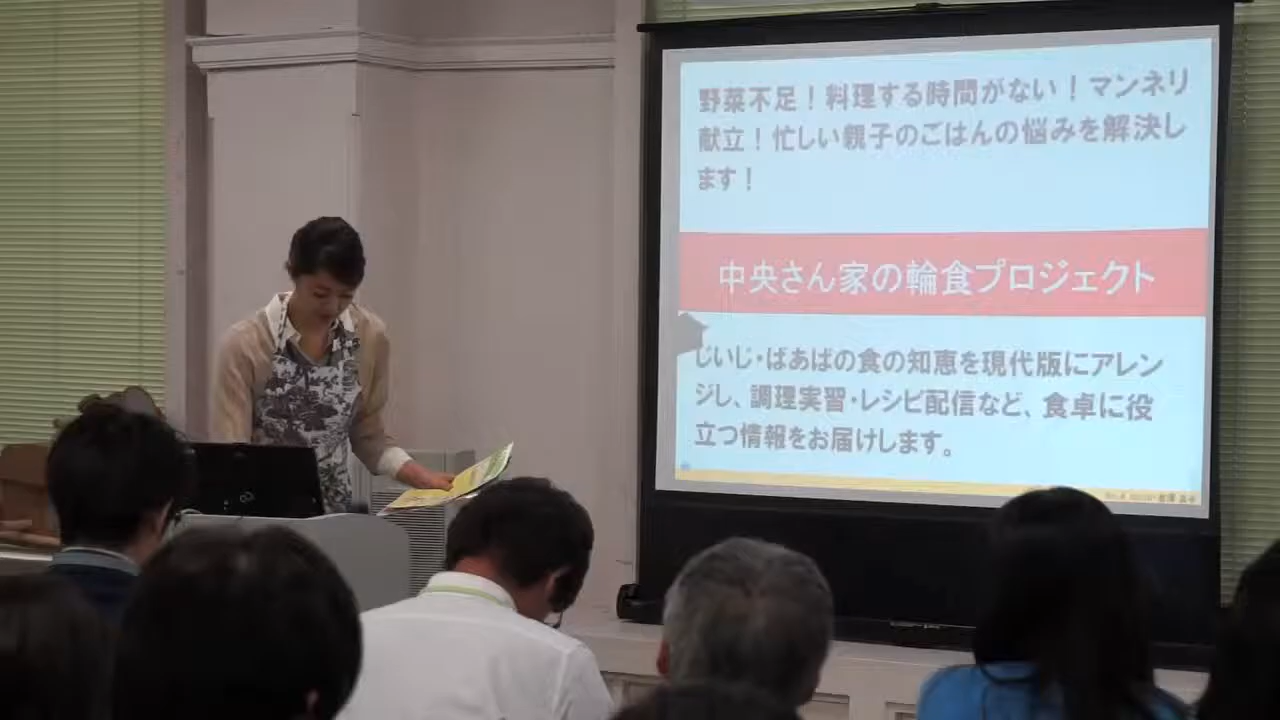 野菜不足！料理する時間がない！マンネリ
献立！忙しい親子のごはんの悩みを解決し
ます！
中央さん家の輪食プロジェクト
じいじ・ばあばの食の知恵を現代版にアレン
ジし、調理実習・レシピ配信など、食卓に役
立つ情報をお届けします。